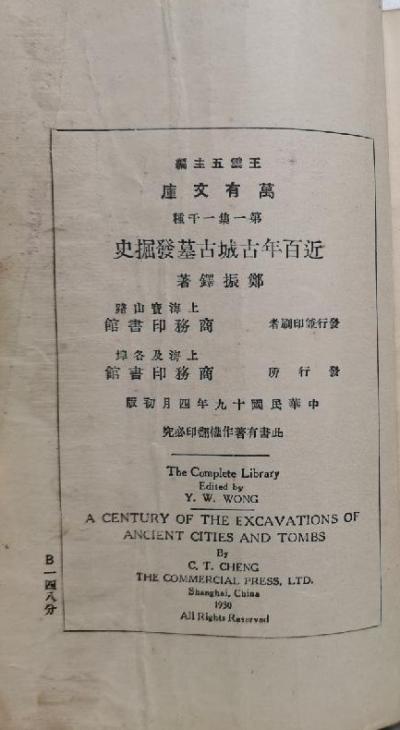 王雲五主編
萬有文庫
第一集一千種
近百年古城古墓發掘史
鄭振鐸著
發行兼印刷者
上海寶山路
商務印書館
發行所
上海及各埠
商務印書館
中華民國十九年四月初版
此書有著作權翻印必究
The Complete Library
Edited by
Y. W. WONG
A CENTURY OF THE EXCAVATIONS OF
ANCIENT CITIES AND TOMBS
By
C. T. CHENG
THE COMMERCIAL PRESS, LTD.
Shanghai, China
1930
All Rights Reserved
B一四八分